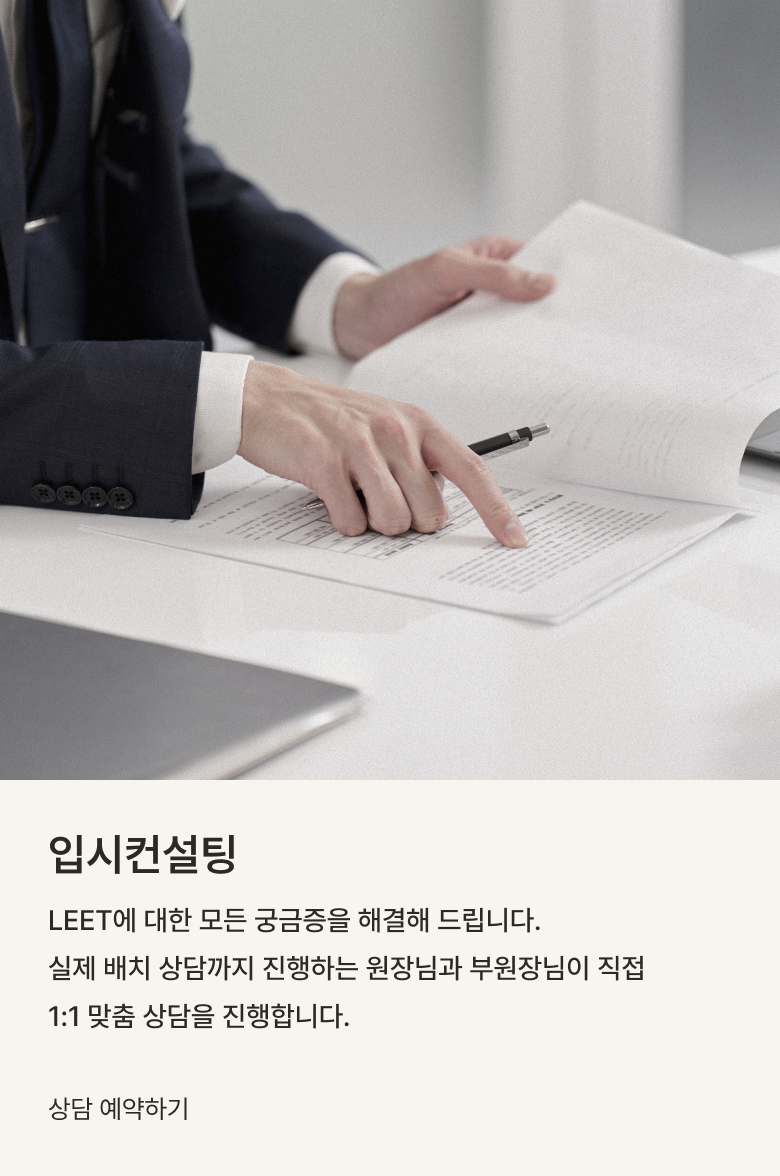 입시컨설팅
LEET에 대한 모든 궁금증을 해결해 드립니다.
실제 배치 상담까지 진행하는 원장님과 부원장님이 직접
1:1 맞춤 상담을 진행합니다.
상담 예약하기